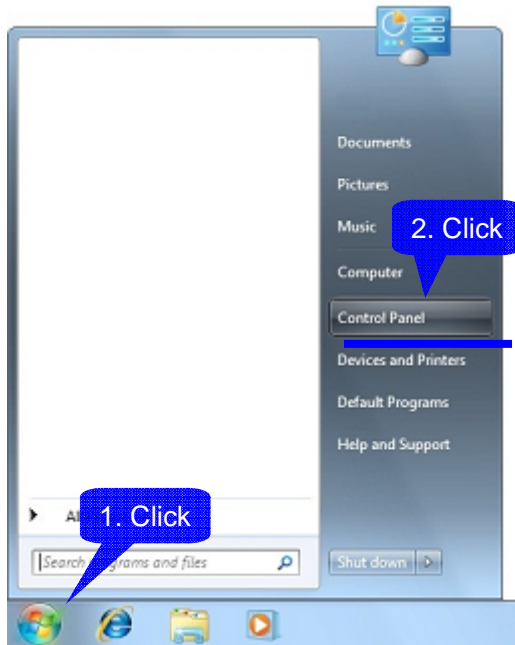 Documents
Pictures
Music
2. Click
Computer
Control Panel
Devices and Printers
Default Programs
Help and Support
1. Click
Search programs and files
Shut down